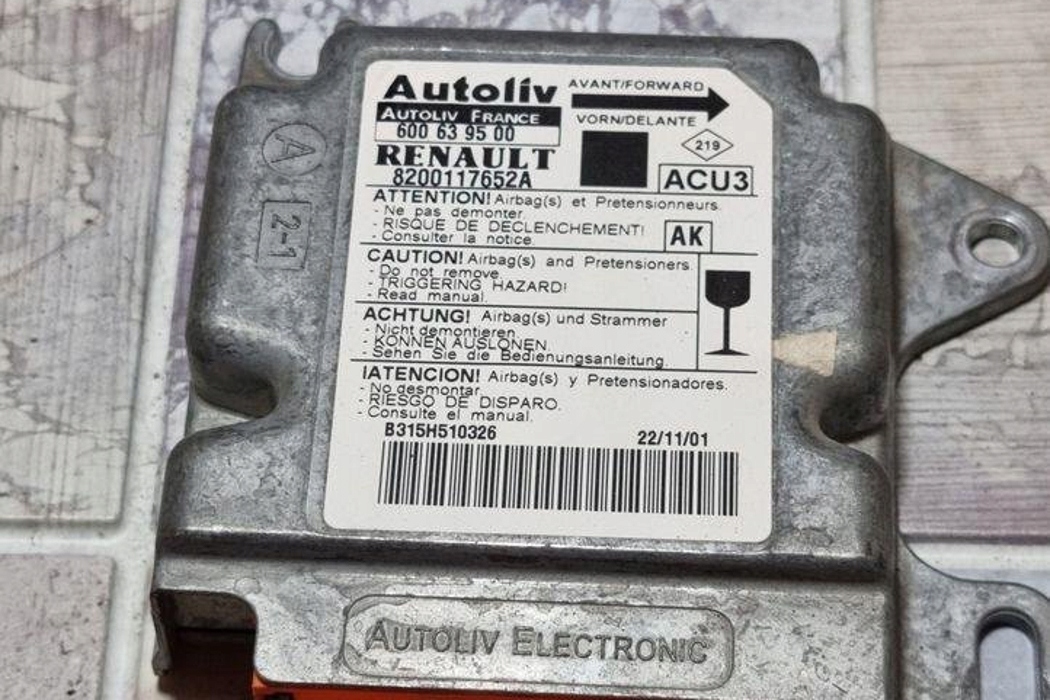 Autoliv
AVANT/FORWARD
AUTOLIV FRANCE
VORN/DELANTE
600 63 95 00
219
RENAULT
8200117652A
ACU3
ATTENTION! Airbag(s) et Pretensionneurs.
- Ne pas demonter.
- RISQUE DE DECLENCHEMENT!
- Consulter la notice.
AK
CAUTION! Airbag(s) and Pretensioners.
- Do not remove.
- TRIGGERING HAZARD!
- Read manual.
ACHTUNG! Airbag(s) und Strammer
- Nicht demontieren.
- KONNEN AUSLONEN.
- Sehen Sie die Bedienungsanleitung.
IATENCION! Airbag(s) y Pretensionadores.
- No desmontar.
- RIESGO DE DISPARO.
- Consulte el manual.
B315H510326
22/11/01
A
2-1
AUTOLIV ELECTRONIC